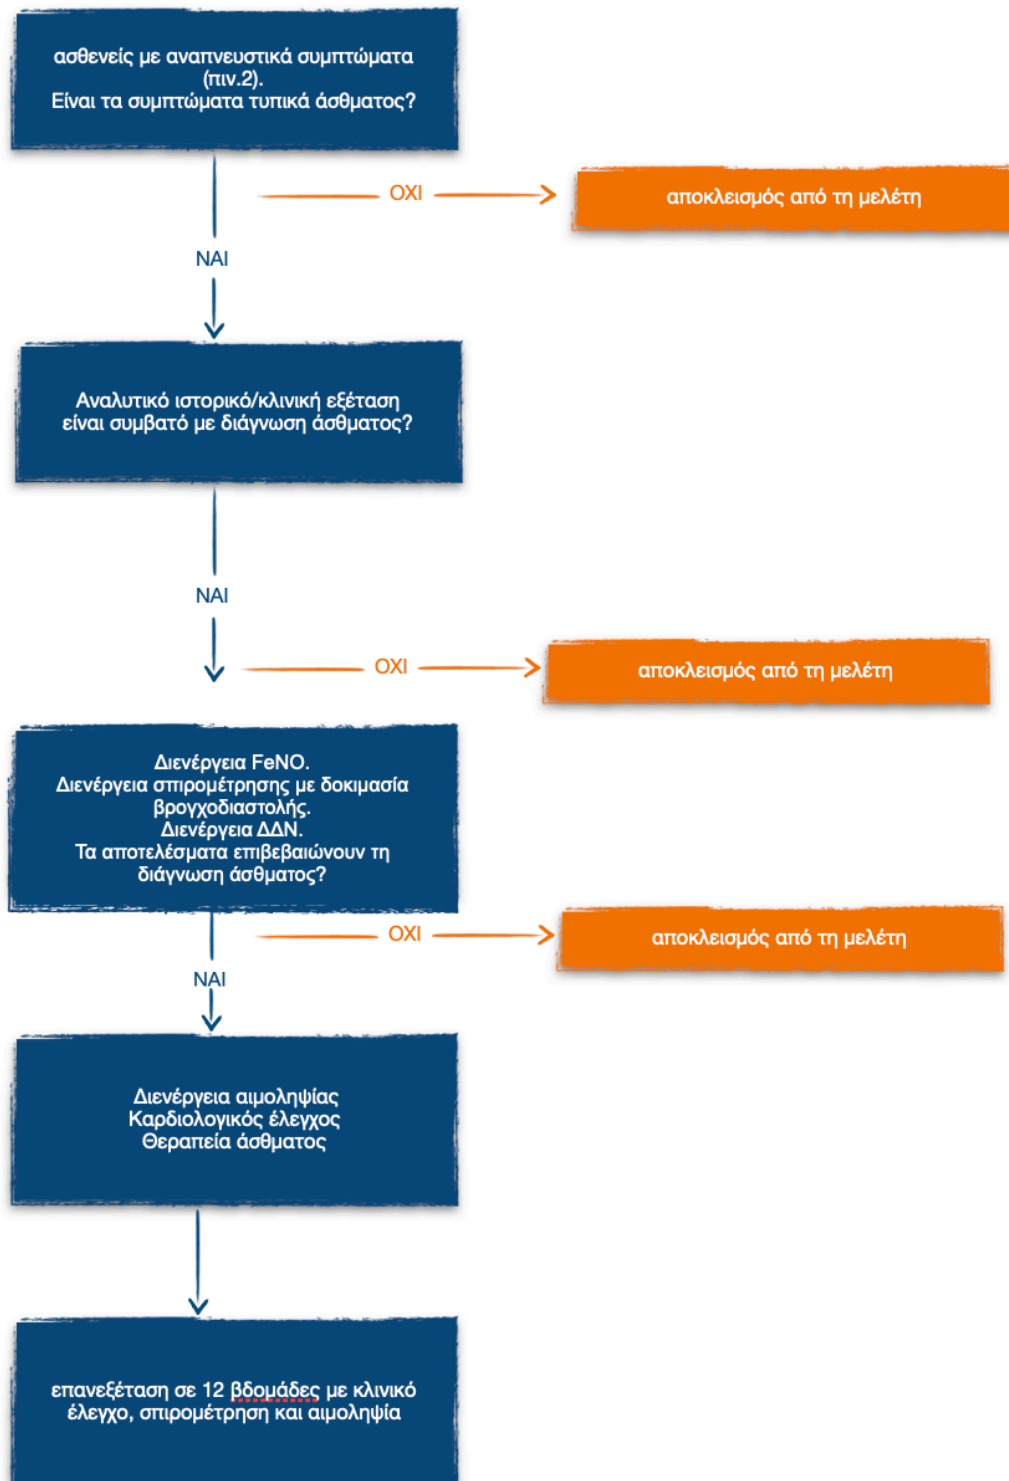 ασθενείς με αναπνευστικά συμπτώματα
(πιν.2).
Είναι τα συμπτώματα τυπικά άσθματος?
ΟΧΙ
αποκλεισμός από τη μελέτη
ΝΑΙ
Αναλυτικό ιστορικό/κλινική εξέταση
είναι συμβατό με διάγνωση άσθματος?
ΝΑΙ
ΟΧΙ
αποκλεισμός από τη μελέτη
Διενέργεια FeNO.
Διενέργεια σπιρομέτρησης με δοκιμασία
βρογχοδιαστολής.
Διενέργεια ΔΔΝ.
Τα αποτελέσματα επιβεβαιώνουν τη
διάγνωση άσθματος?
ΟΧΙ
αποκλεισμός από τη μελέτη
ΝΑΙ
Διενέργεια αιμοληψίας
Καρδιολογικός έλεγχος
Θεραπεία άσθματος
επανεξέταση σε 12 βδομάδες με κλινικό
έλεγχο, σπιρομέτρηση και αιμοληψία